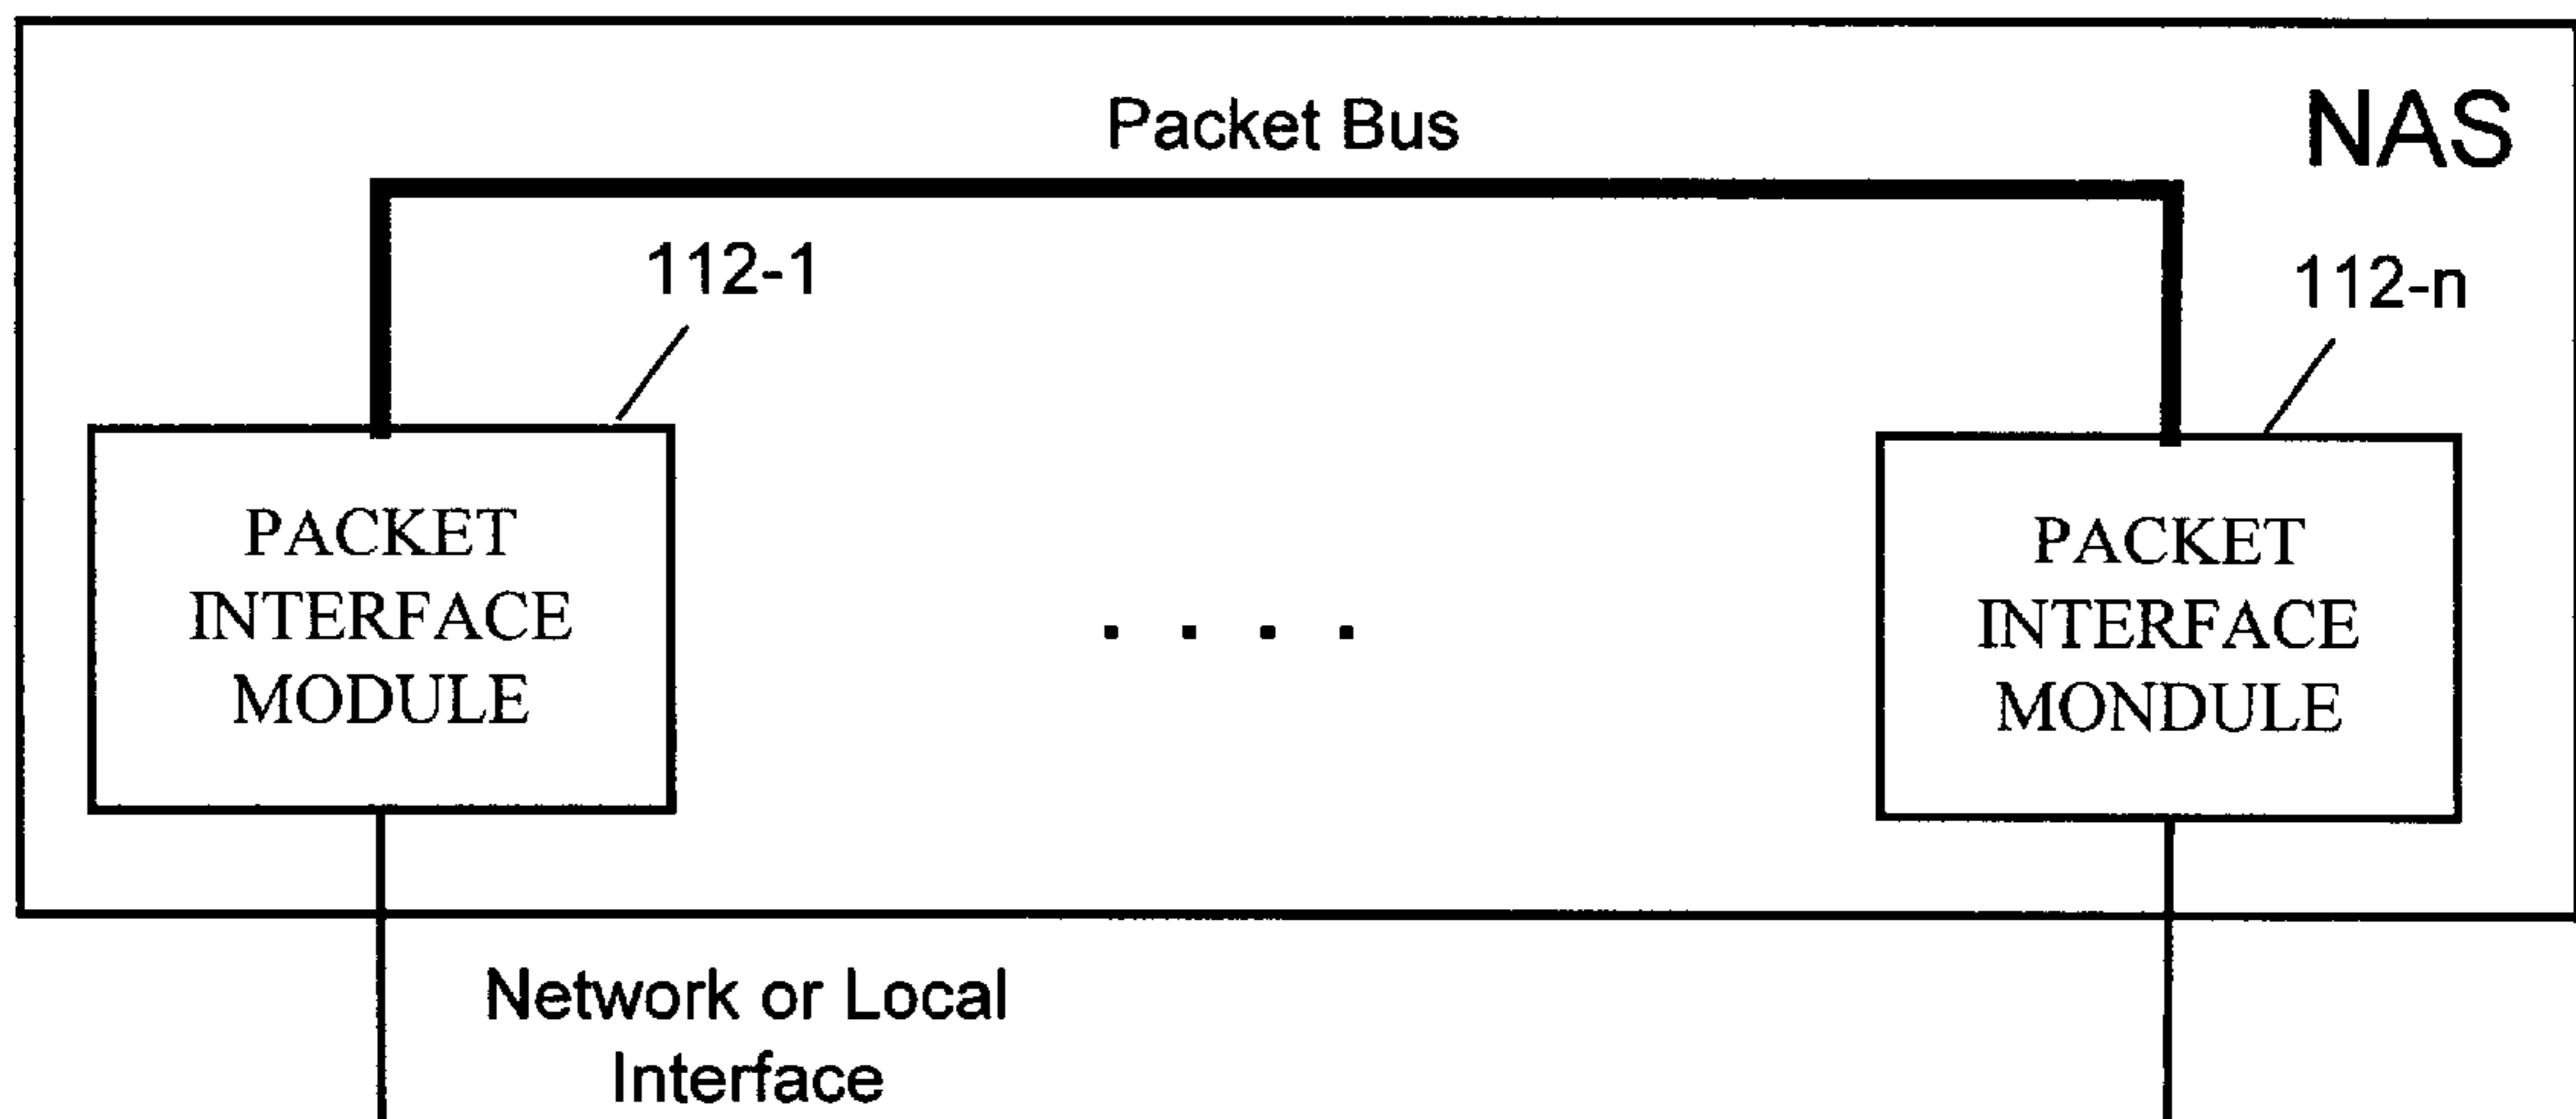 Packet Bus
NAS
112-1
112-n
PACKET
INTERFACE
MODULE
. . . .
PACKET
INTERFACE
MONDULE
Network or Local
Interface